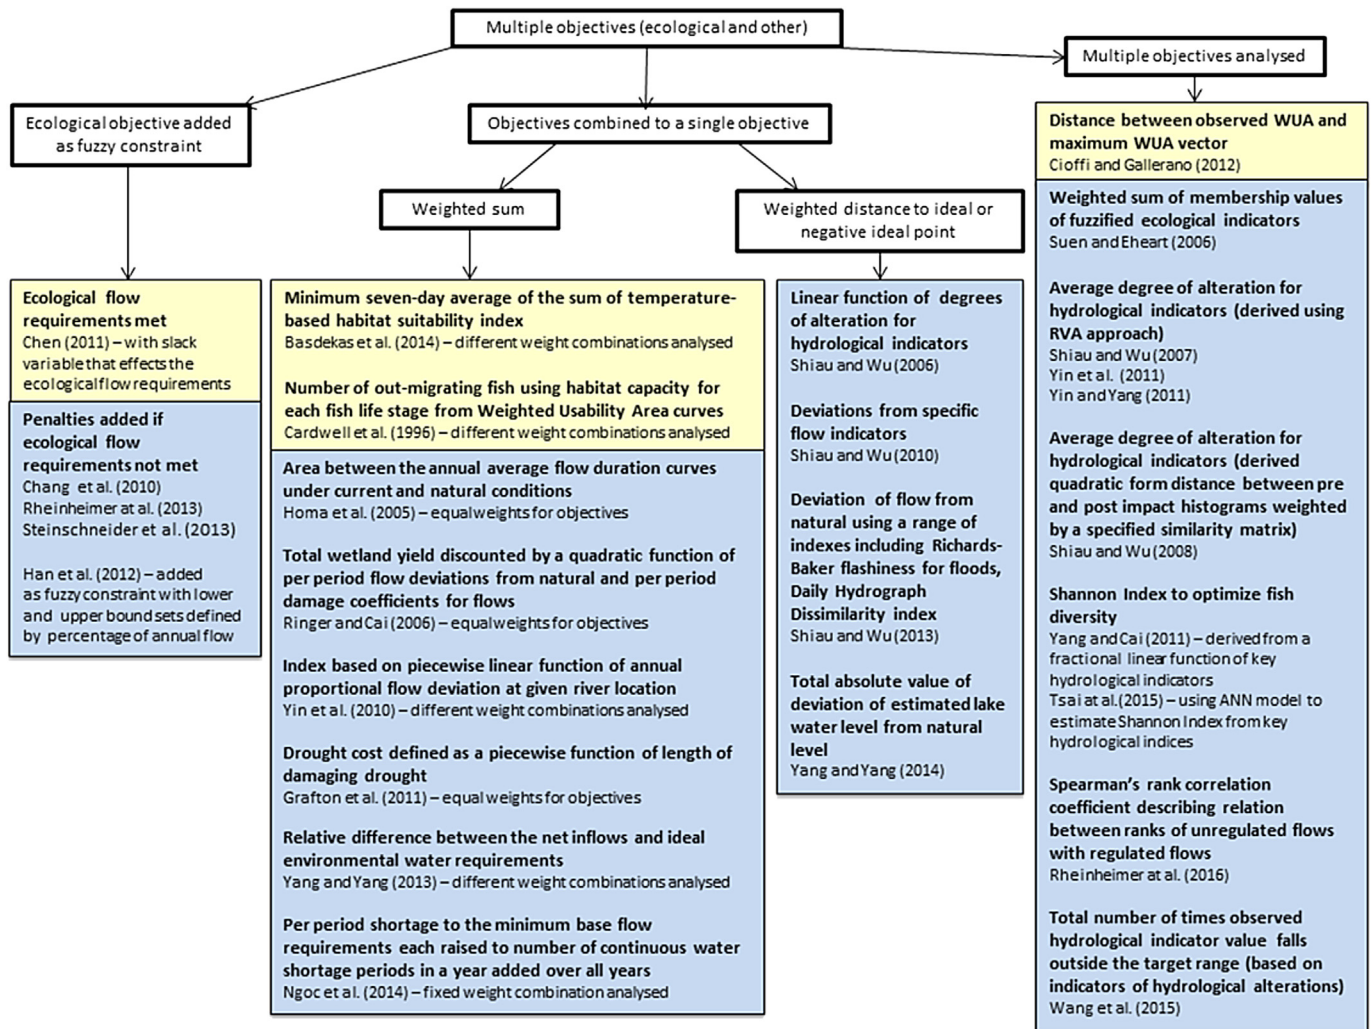 Multiple objectives (ecological and other)
Multiple objectives analysed
Ecological objective added
as fuzzy constraint
Objectives combined to a single objective
Weighted sum
Weighted distance to ideal or
negative ideal point
Ecological flow
requirements met
Chen (2011) – with slack
variable that effects the
ecological flow requirements
Penalties added if
ecological flow
requirements not met
Chang et al. (2010)
Rheinheimer at al. (2013)
Steinschneider et al. (2013)
Han et al. (2012) – added
as fuzzy constraint with lower
and upper bound sets defined
by percentage of annual flow
Minimum seven-day average of the sum of temperature-
based habitat suitability index
Basdekas et al. (2014) – different weight combinations analysed
Number of out-migrating fish using habitat capacity for
each fish life stage from Weighted Usability Area curves
Cardwell et al. (1996) – different weight combinations analysed
Area between the annual average flow duration curves
under current and natural conditions
Homa et al. (2005) – equal weights for objectives
Total wetland yield discounted by a quadratic function of
per period flow deviations from natural and per period
damage coefficients for flows
Ringer and Cai (2006) – equal weights for objectives
Index based on piecewise linear function of annual
proportional flow deviation at given river location
Yin et al. (2010) – different weight combinations analysed
Drought cost defined as a piecewise function of length of
damaging drought
Grafton et al. (2011) – equal weights for objectives
Relative difference between the net inflows and ideal
environmental water requirements
Yang and Yang (2013) – different weight combinations analysed
Per period shortage to the minimum base flow
requirements each raised to number of continuous water
shortage periods in a year added over all years
Ngoc et al. (2014) – fixed weight combination analysed
Linear function of degrees
of alteration for
hydrological indicators
Shiau and Wu (2006)
Deviations from specific
flow indicators
Shiau and Wu (2010)
Deviation of flow from
natural using a range of
indexes including Richards-
Baker flashiness for floods,
Daily Hydrograph
Dissimilarity index
Shiau and Wu (2013)
Total absolute value of
deviation of estimated lake
water level from natural
level
Yang and Yang (2014)
Distance between observed WUA and
maximum WUA vector
Cioffi and Gallerano (2012)
Weighted sum of membership values
of fuzzified ecological indicators
Suen and Eheart (2006)
Average degree of alteration for
hydrological indicators (derived using
RVA approach)
Shiau and Wu (2007)
Yin et al. (2011)
Yin and Yang (2011)
Average degree of alteration for
hydrological indicators (derived
quadratic form distance between pre
and post impact histograms weighted
by a specified similarity matrix)
Shiau and Wu (2008)
Shannon Index to optimize fish
diversity
Yang and Cai (2011) – derived from a
fractional linear function of key
hydrological indicators
Tsai at al.(2015) – using ANN model to
estimate Shannon Index from key
hydrological indices
Spearman's rank correlation
coefficient describing relation
between ranks of unregulated flows
with regulated flows
Rheinheimer at al. (2016)
Total number of times observed
hydrological indicator value falls
outside the target range (based on
indicators of hydrological alterations)
Wang et al. (2015)